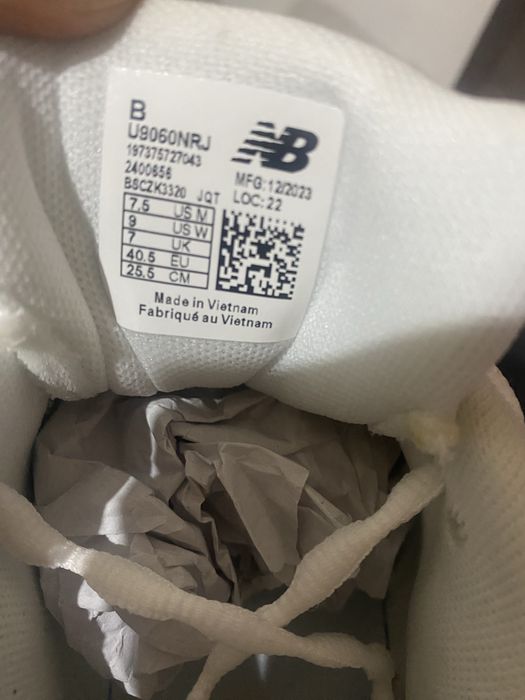 B
U9060NRJ
197375727043
2400656
BSCZK3320 JQT
NB
MFG:12/2023
LOC:22
7.5 US M
9 US W
7 UK
40.5 EU
25.5 CM
Made in Vietnam
Fabriqué au Vietnam